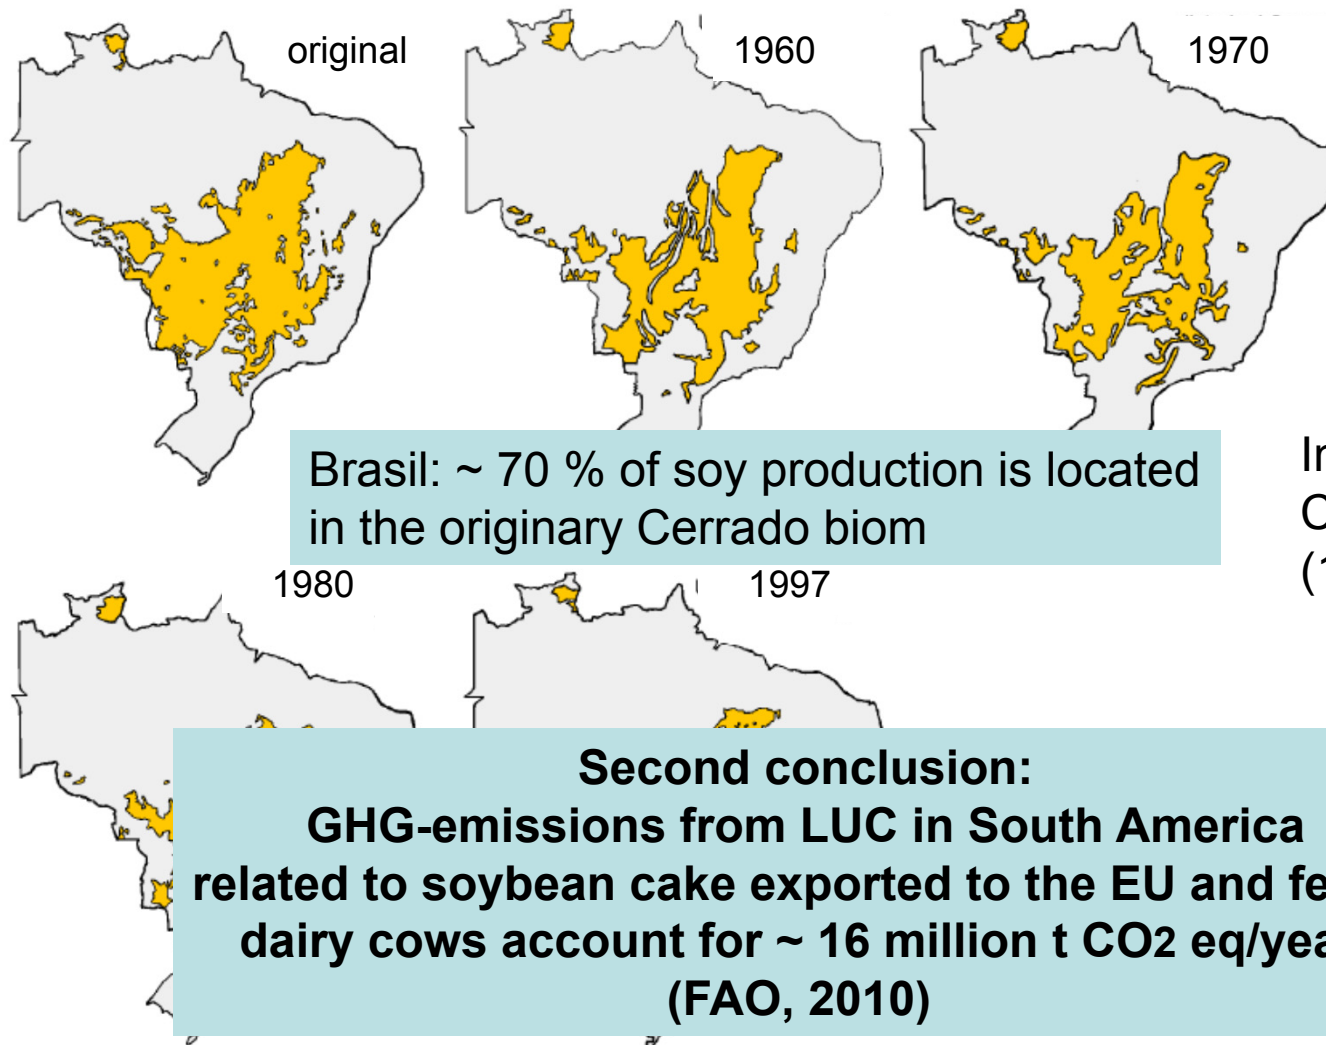 original
1960
1970
Brasil: ~ 70 % of soy production is located
in the originary Cerrado biom
1980
1997
Second conclusion:
GHG-emissions from LUC in South America
related to soybean cake exported to the EU and fe
dairy cows account for ~ 16 million t CO2 eq/yea
(FAO, 2010)